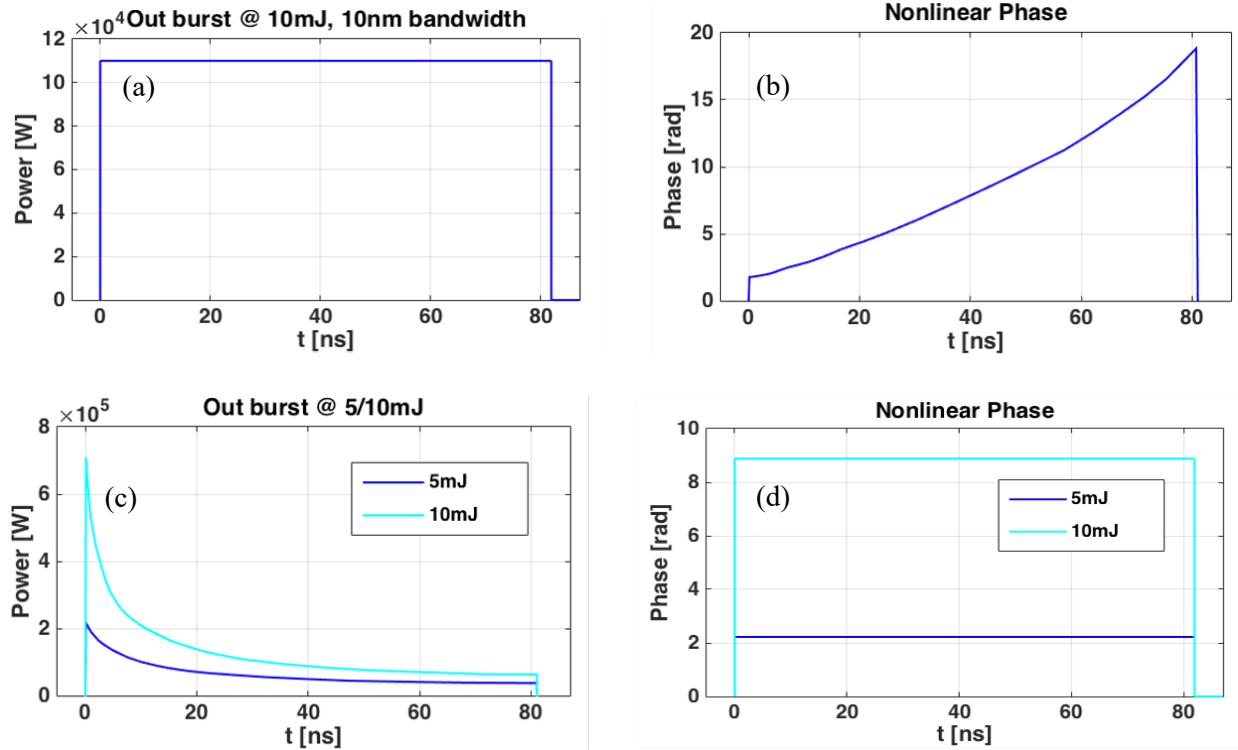 ×10⁴ Out burst @ 10mJ, 10nm bandwidth
12
10
8
6
4
2
0
Power [W]
(a)
0 20 40 60 80
t [ns]
Nonlinear Phase
20
15
10
5
0
Phase [rad]
(b)
0 20 40 60 80
t [ns]
Out burst @ 5/10mJ
×10⁵
8
6
4
2
0
Power [W]
(c)
5mJ
10mJ
0 20 40 60 80
t [ns]
Nonlinear Phase
10
8
6
4
2
0
Phase [rad]
(d)
5mJ
10mJ
0 20 40 60 80
t [ns]